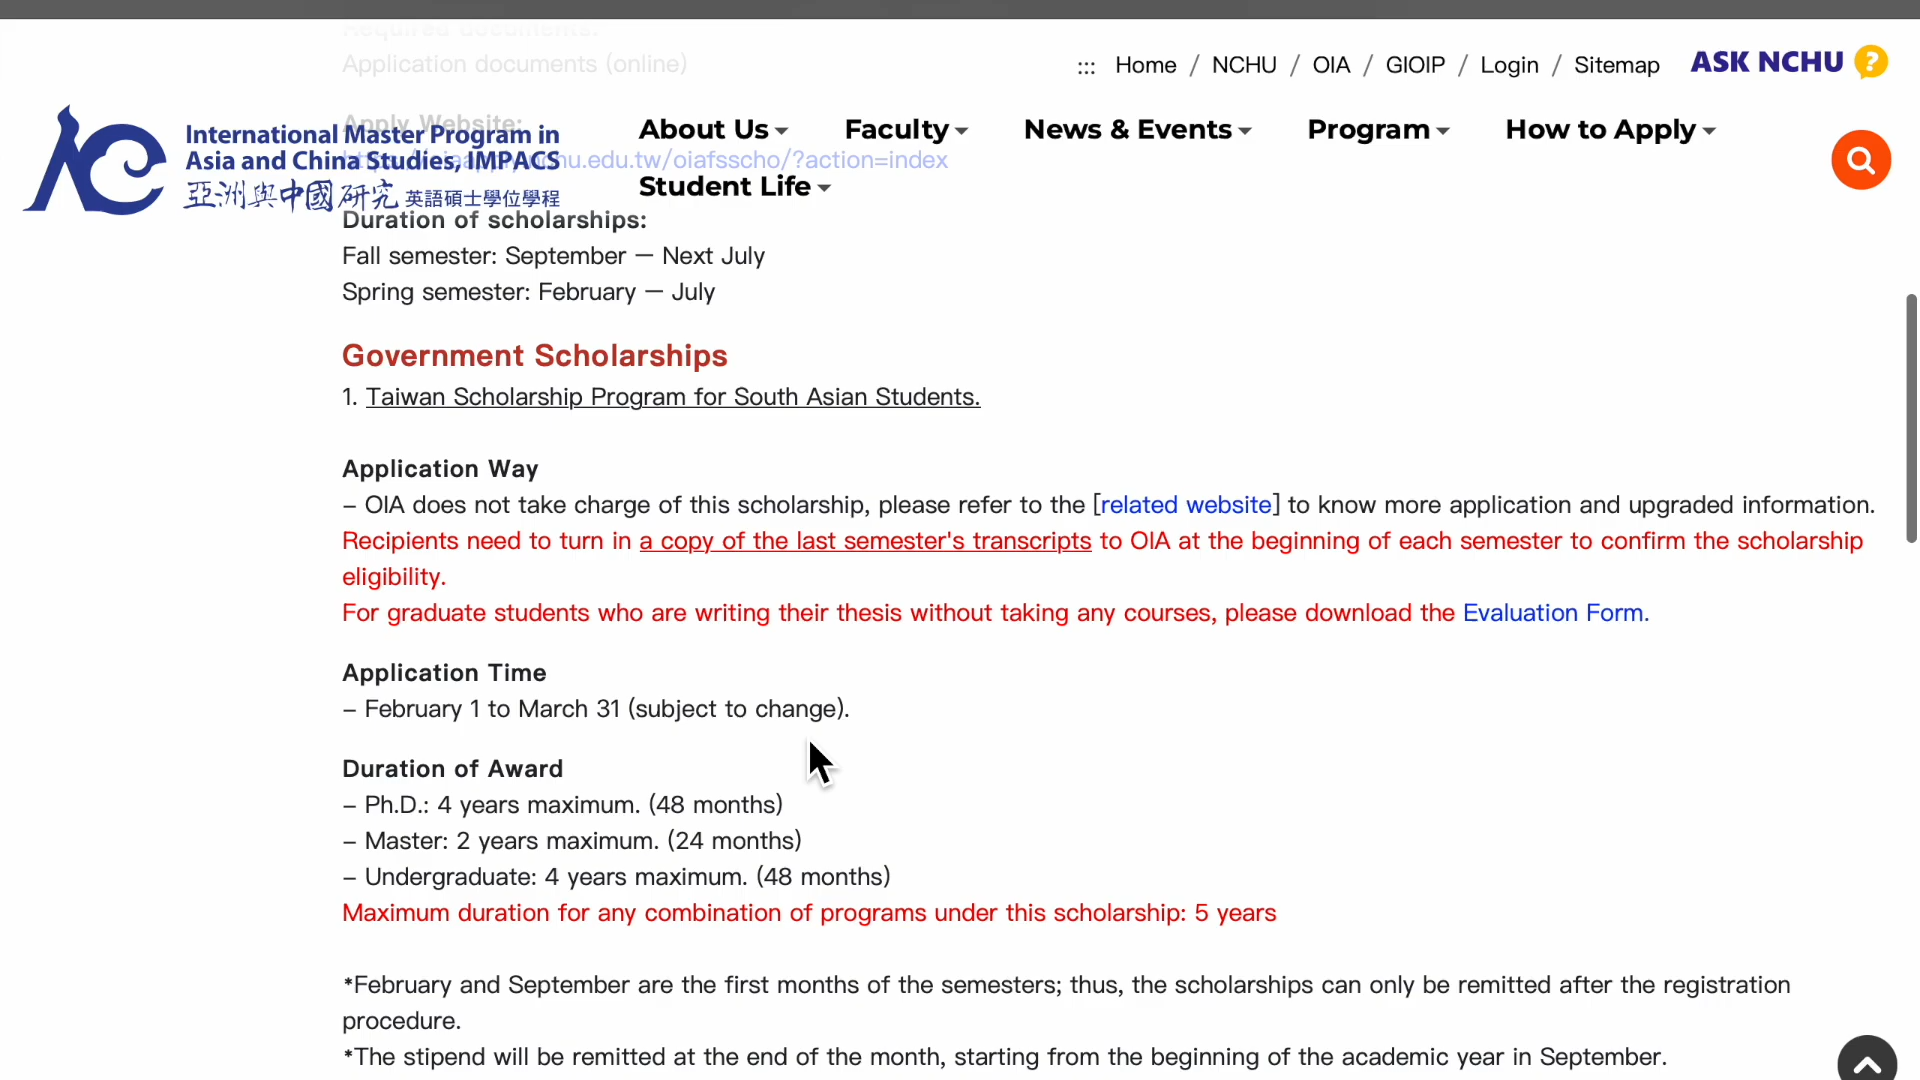 Required documents:
Application documents (online)
::: Home / NCHU / OIA / GIOIP / Login / Sitemap ASK NCHU ?
Apply Website:
International Master Program in
Asia and China Studies, IMPACS
亞洲與中國研究 英語碩士學位學程
About Us Faculty News & Events Program How to Apply
nchu.edu.tw/oiafsscho/?action=index
Student Life
Duration of scholarships:
Fall semester: September — Next July
Spring semester: February — July
Government Scholarships
1. Taiwan Scholarship Program for South Asian Students.
Application Way
– OIA does not take charge of this scholarship, please refer to the [related website] to know more application and upgraded information.
Recipients need to turn in a copy of the last semester's transcripts to OIA at the beginning of each semester to confirm the scholarship
eligibility.
For graduate students who are writing their thesis without taking any courses, please download the Evaluation Form.
Application Time
– February 1 to March 31 (subject to change).
Duration of Award
– Ph.D.: 4 years maximum. (48 months)
– Master: 2 years maximum. (24 months)
– Undergraduate: 4 years maximum. (48 months)
Maximum duration for any combination of programs under this scholarship: 5 years
*February and September are the first months of the semesters; thus, the scholarships can only be remitted after the registration
procedure.
*The stipend will be remitted at the end of the month, starting from the beginning of the academic year in September.